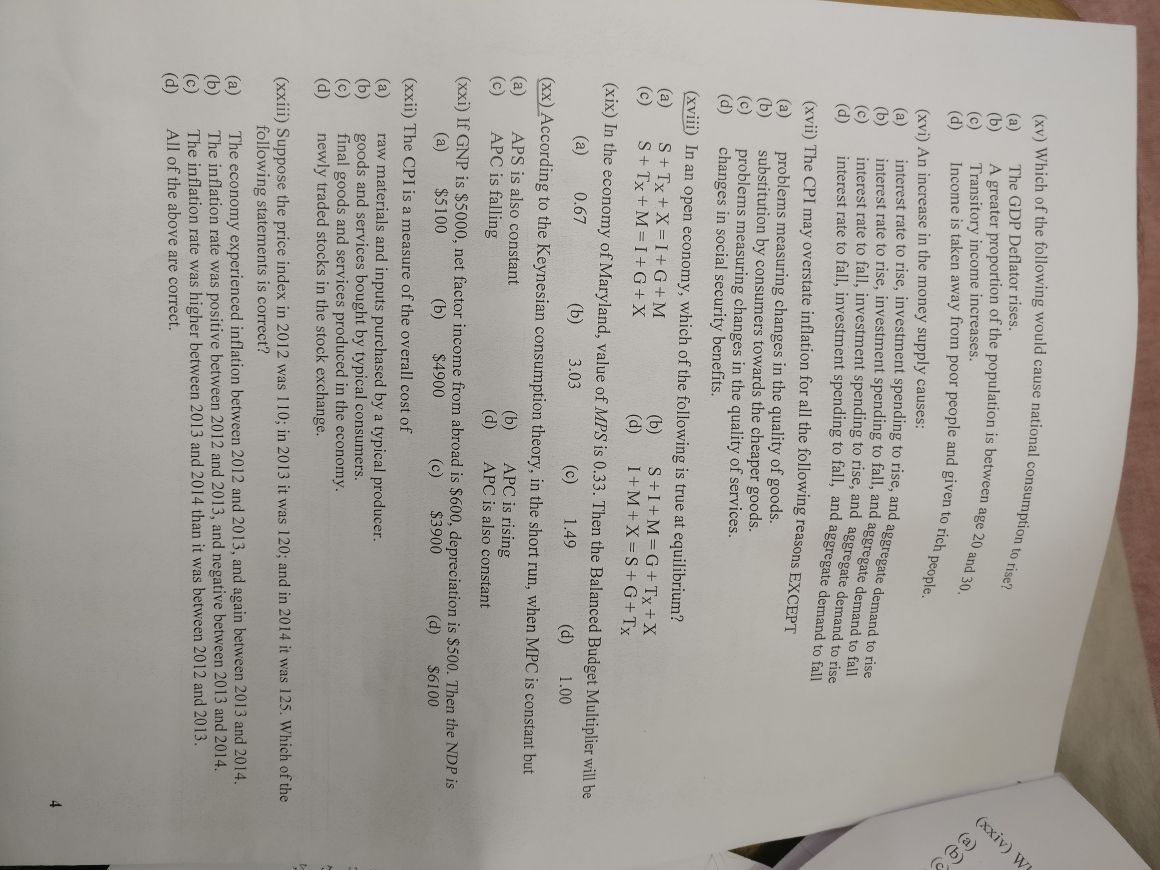 (xv) Which of the following would cause national consumption to rise?
(a) The GDP Deflator rises.
(b) A greater proportion of the population is between age 20 and 30.
(c) Transitory income increases.
(d) Income is taken away from poor people and given to rich people.
(xvi) An increase in the money supply causes:
(a) interest rate to rise, investment spending to rise, and aggregate demand to rise
(b) interest rate to rise, investment spending to fall, and aggregate demand to fall
(c) interest rate to fall, investment spending to rise, and aggregate demand to rise
(d) interest rate to fall, investment spending to fall, and aggregate demand to fall
(xvii) The CPI may overstate inflation for all the following reasons EXCEPT
(a) problems measuring changes in the quality of goods.
(b) substitution by consumers towards the cheaper goods.
(c) problems measuring changes in the quality of services.
(d) changes in social security benefits.
(xviii) In an open economy, which of the following is true at equilibrium?
(a) S + Tx + X = I + G + M (b) S + I + M = G + Tx + X
(c) S + Tx + M = I + G + X (d) I + M + X = S + G + Tx
(xix) In the economy of Maryland, value of MPS is 0.33. Then the Balanced Budget Multiplier will be
(a) 0.67 (b) 3.03 (c) 1.49 (d) 1.00
(xx) According to the Keynesian consumption theory, in the short run, when MPC is constant but
(a) APS is also constant (b) APC is rising
(c) APC is falling (d) APC is also constant
(xxi) If GNP is $5000, net factor income from abroad is $600, depreciation is $500. Then the NDP is
(a) $5100 (b) $4900 (c) $3900 (d) $6100
(xxii) The CPI is a measure of the overall cost of
(a) raw materials and inputs purchased by a typical producer.
(b) goods and services bought by typical consumers.
(c) final goods and services produced in the economy.
(d) newly traded stocks in the stock exchange.
(xxiii) Suppose the price index in 2012 was 110; in 2013 it was 120; and in 2014 it was 125. Which of the
following statements is correct?
(a) The economy experienced inflation between 2012 and 2013, and again between 2013 and 2014.
(b) The inflation rate was positive between 2012 and 2013, and negative between 2013 and 2014.
(c) The inflation rate was higher between 2013 and 2014 than it was between 2012 and 2013.
(d) All of the above are correct.
4
(xxiv)
(a)
(b)